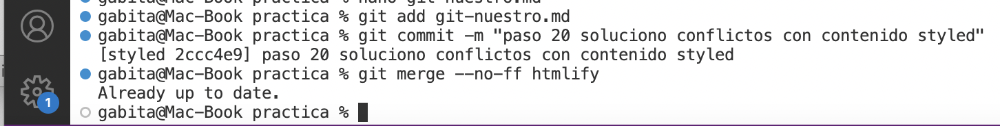 gabita@Mac-Book practica % nano git-nuestro.md
gabita@Mac-Book practica % git add git-nuestro.md
gabita@Mac-Book practica % git commit -m "paso 20 soluciono conflictos con contenido styled"
[styled 2ccc4e9] paso 20 soluciono conflictos con contenido styled
gabita@Mac-Book practica % git merge --no-ff htmlify
Already up to date.
1
gabita@Mac-Book practica %